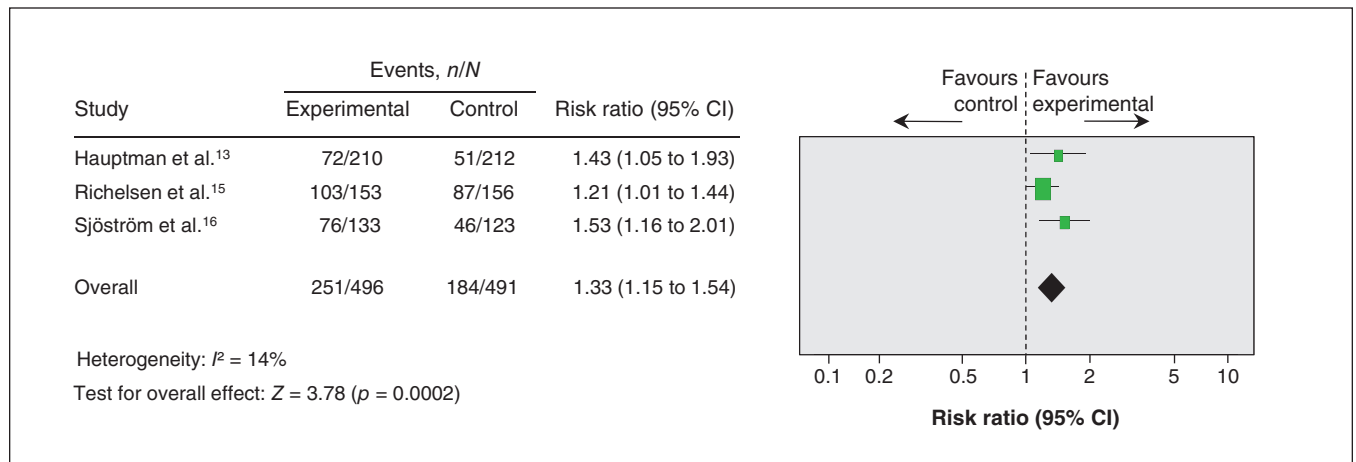 Events, n/N
Study Experimental Control Risk ratio (95% CI)
Hauptman et al.¹³ 72/210 51/212 1.43 (1.05 to 1.93)
Richelsen et al.¹⁵ 103/153 87/156 1.21 (1.01 to 1.44)
Sjöström et al.¹⁶ 76/133 46/123 1.53 (1.16 to 2.01)
Overall 251/496 184/491 1.33 (1.15 to 1.54)
Heterogeneity: I² = 14%
Test for overall effect: Z = 3.78 (p = 0.0002)
Favours control
Favours experimental
0.1 0.2 0.5 1 2 5 10
Risk ratio (95% CI)